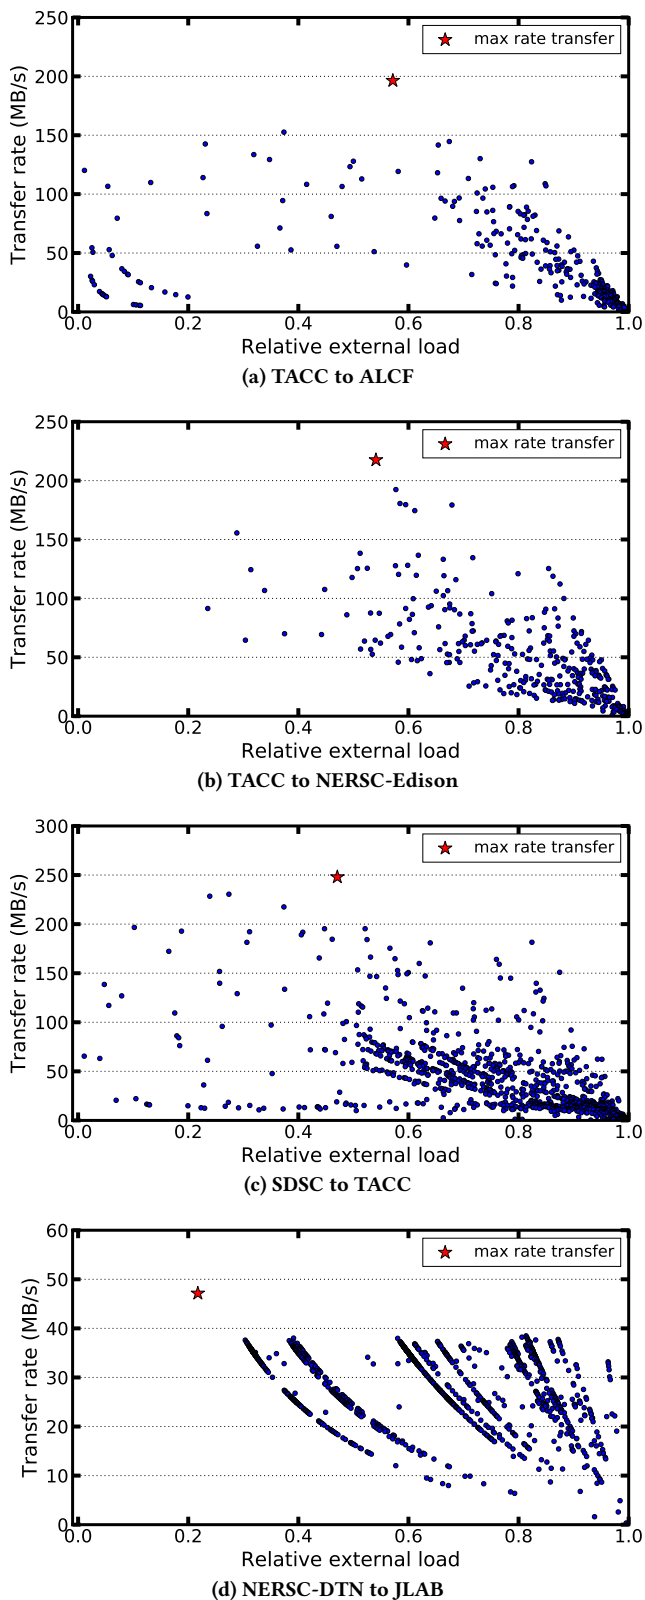 250
200
150
100
50
0
Transfer rate (MB/s)
max rate transfer
0.0 0.2 0.4 0.6 0.8 1.0
Relative external load
(a) TACC to ALCF
250
200
150
100
50
0
Transfer rate (MB/s)
max rate transfer
0.0 0.2 0.4 0.6 0.8 1.0
Relative external load
(b) TACC to NERSC-Edison
300
250
200
150
100
50
0
Transfer rate (MB/s)
max rate transfer
0.0 0.2 0.4 0.6 0.8 1.0
Relative external load
(c) SDSC to TACC
60
50
40
30
20
10
0
Transfer rate (MB/s)
max rate transfer
0.0 0.2 0.4 0.6 0.8 1.0
Relative external load
(d) NERSC-DTN to JLAB